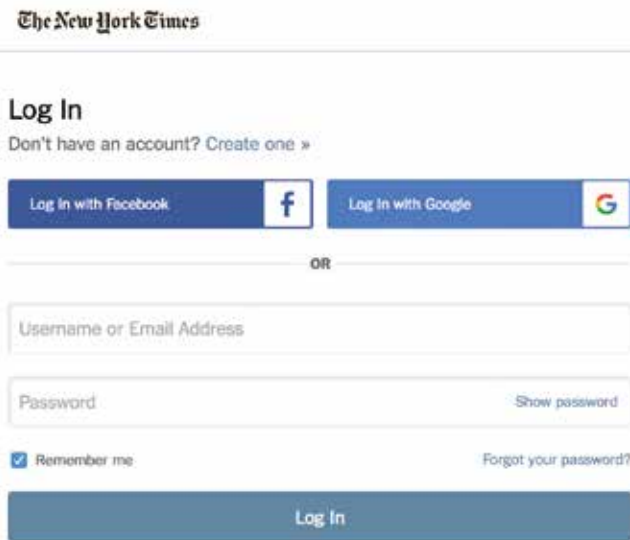 The New York Times
Log In
Don't have an account? Create one »
Log In with Facebook
Log In with Google
OR
Username or Email Address
Password
Show password
Remember me
Forgot your password?
Log In